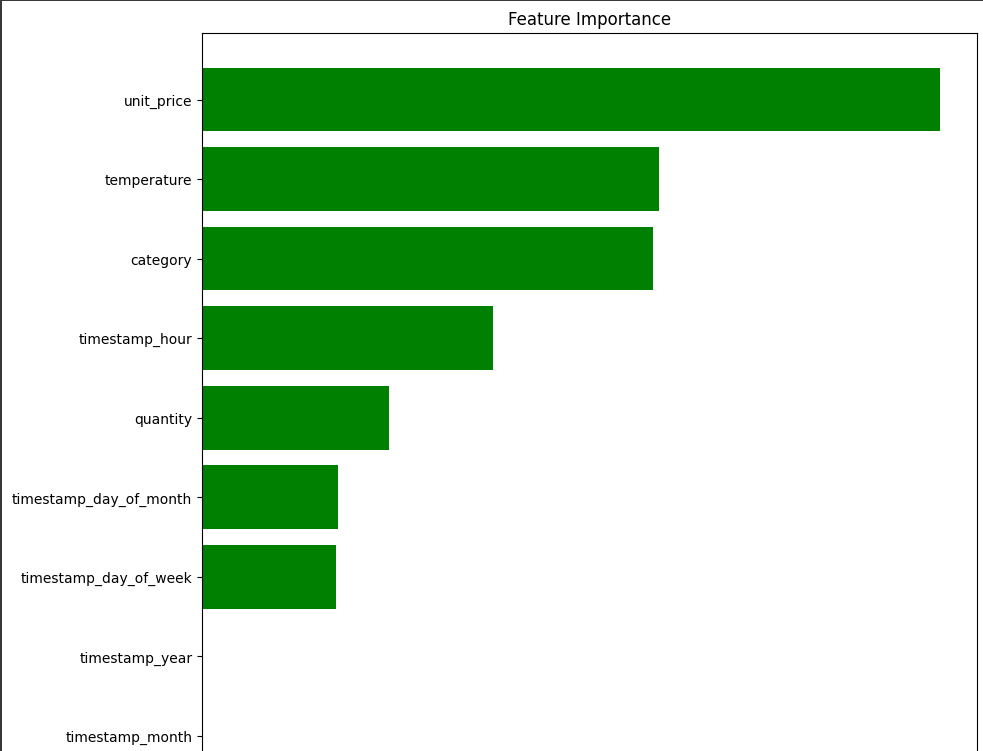 Feature Importance
unit_price
temperature
category
timestamp_hour
quantity
timestamp_day_of_month
timestamp_day_of_week
timestamp_year
timestamp_month